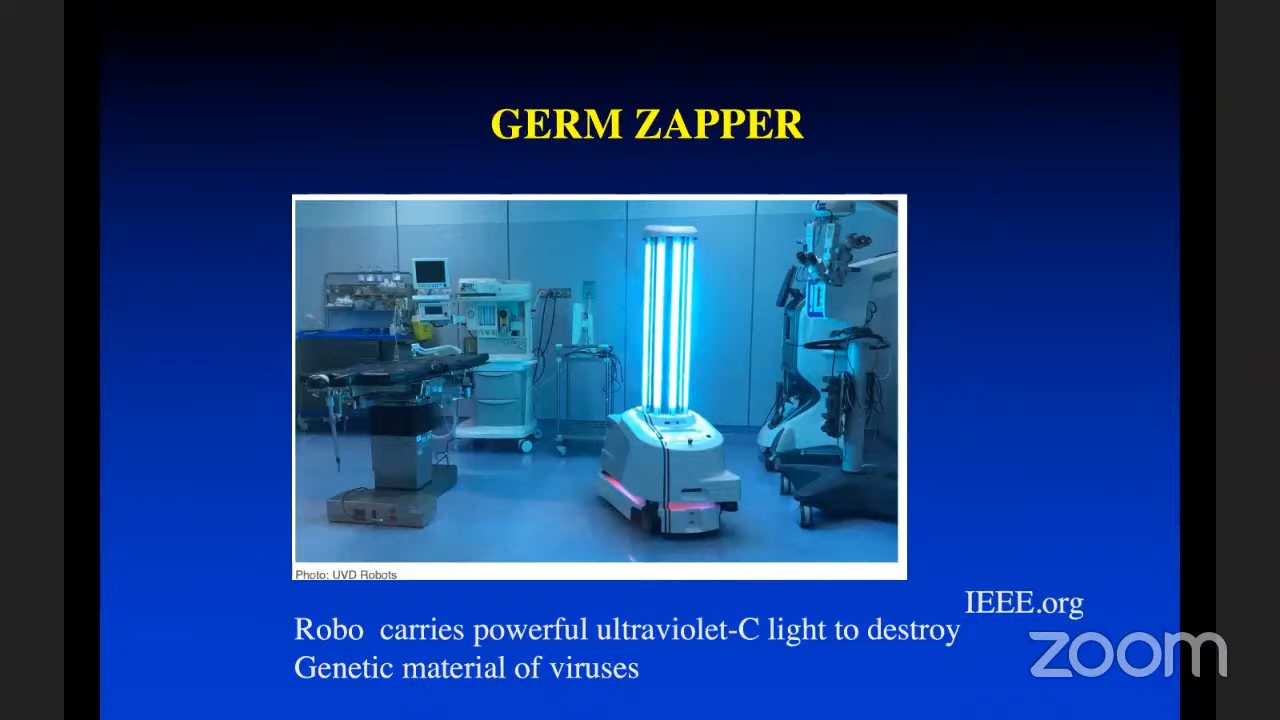 GERM ZAPPER
Photo: UVD Robots
IEEE.org
Robo carries powerful ultraviolet-C light to destroy
Genetic material of viruses
zoom